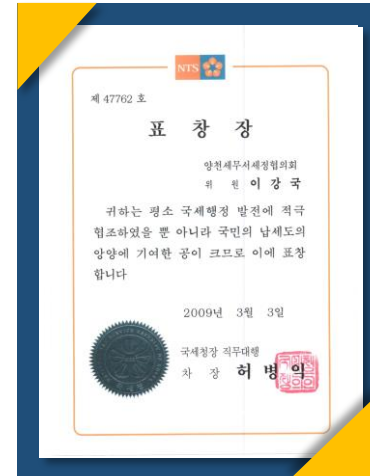 NTS
제 47762 호
표 창 장
양천세무서세정협의회
위 원 이 강 국
귀하는 평소 국세행정 발전에 적극
협조하였을 뿐 아니라 국민의 납세도의
앙양에 기여한 공이 크므로 이에 표창
합니다
2009년 3월 3일
국세청장 직무대행
차 장 허 병 익